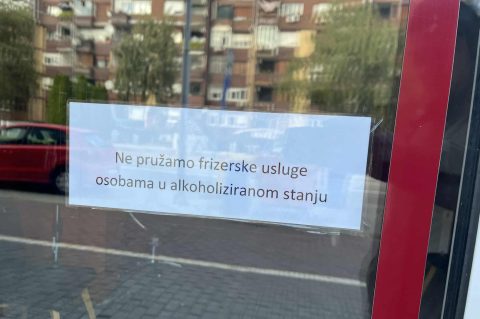 Ne pružamo frizerske usluge
osobama u alkoholiziranom stanju